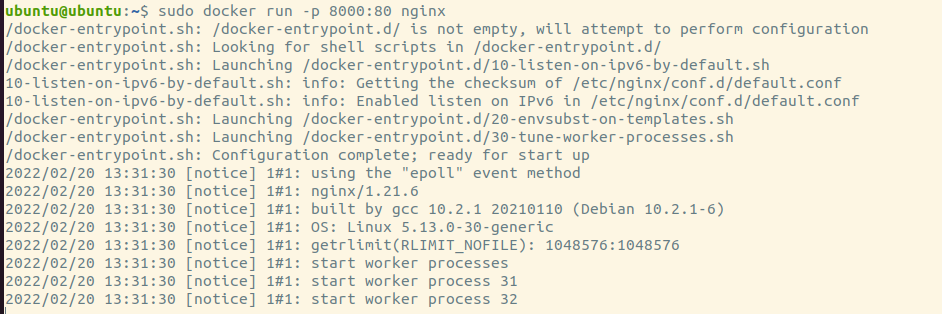 ubuntu@ubuntu:~$ sudo docker run -p 8000:80 nginx
/docker-entrypoint.sh: /docker-entrypoint.d/ is not empty, will attempt to perform configuration
/docker-entrypoint.sh: Looking for shell scripts in /docker-entrypoint.d/
/docker-entrypoint.sh: Launching /docker-entrypoint.d/10-listen-on-ipv6-by-default.sh
10-listen-on-ipv6-by-default.sh: info: Getting the checksum of /etc/nginx/conf.d/default.conf
10-listen-on-ipv6-by-default.sh: info: Enabled listen on IPv6 in /etc/nginx/conf.d/default.conf
/docker-entrypoint.sh: Launching /docker-entrypoint.d/20-envsubst-on-templates.sh
/docker-entrypoint.sh: Launching /docker-entrypoint.d/30-tune-worker-processes.sh
/docker-entrypoint.sh: Configuration complete; ready for start up
2022/02/20 13:31:30 [notice] 1#1: using the "epoll" event method
2022/02/20 13:31:30 [notice] 1#1: nginx/1.21.6
2022/02/20 13:31:30 [notice] 1#1: built by gcc 10.2.1 20210110 (Debian 10.2.1-6)
2022/02/20 13:31:30 [notice] 1#1: OS: Linux 5.13.0-30-generic
2022/02/20 13:31:30 [notice] 1#1: getrlimit(RLIMIT_NOFILE): 1048576:1048576
2022/02/20 13:31:30 [notice] 1#1: start worker processes
2022/02/20 13:31:30 [notice] 1#1: start worker process 31
2022/02/20 13:31:30 [notice] 1#1: start worker process 32